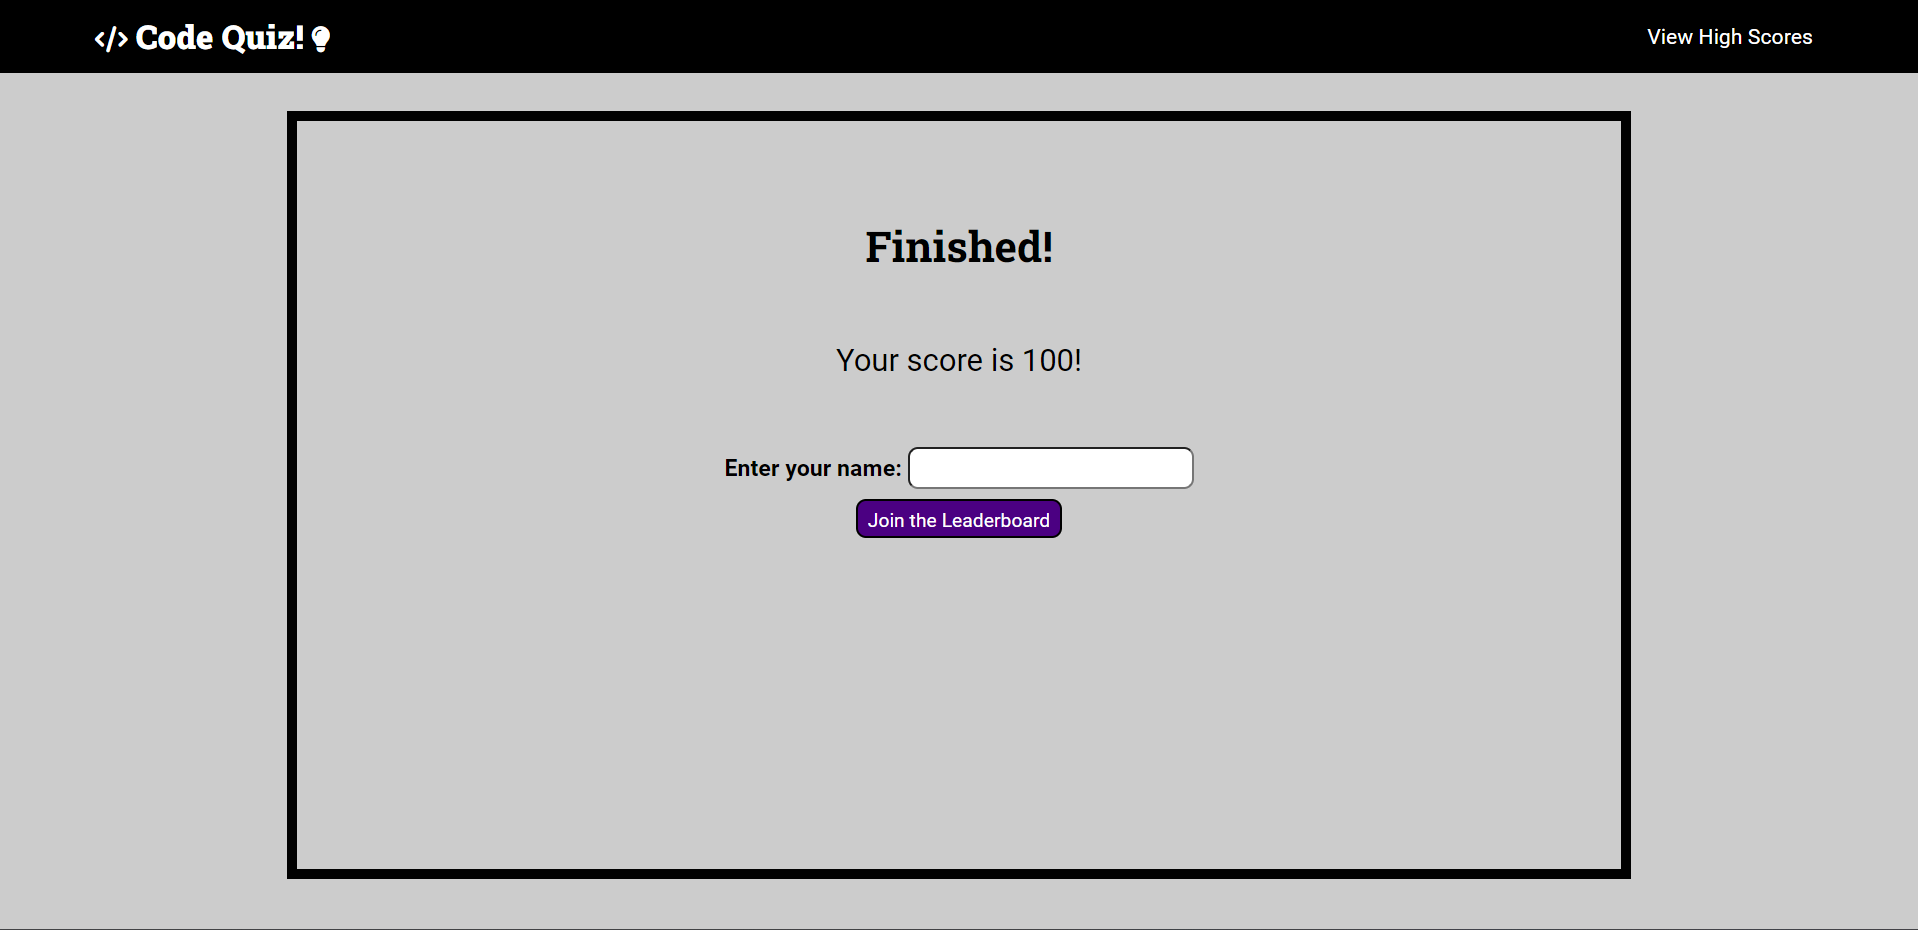 </> Code Quiz!
View High Scores
Finished!
Your score is 100!
Enter your name:
Join the Leaderboard